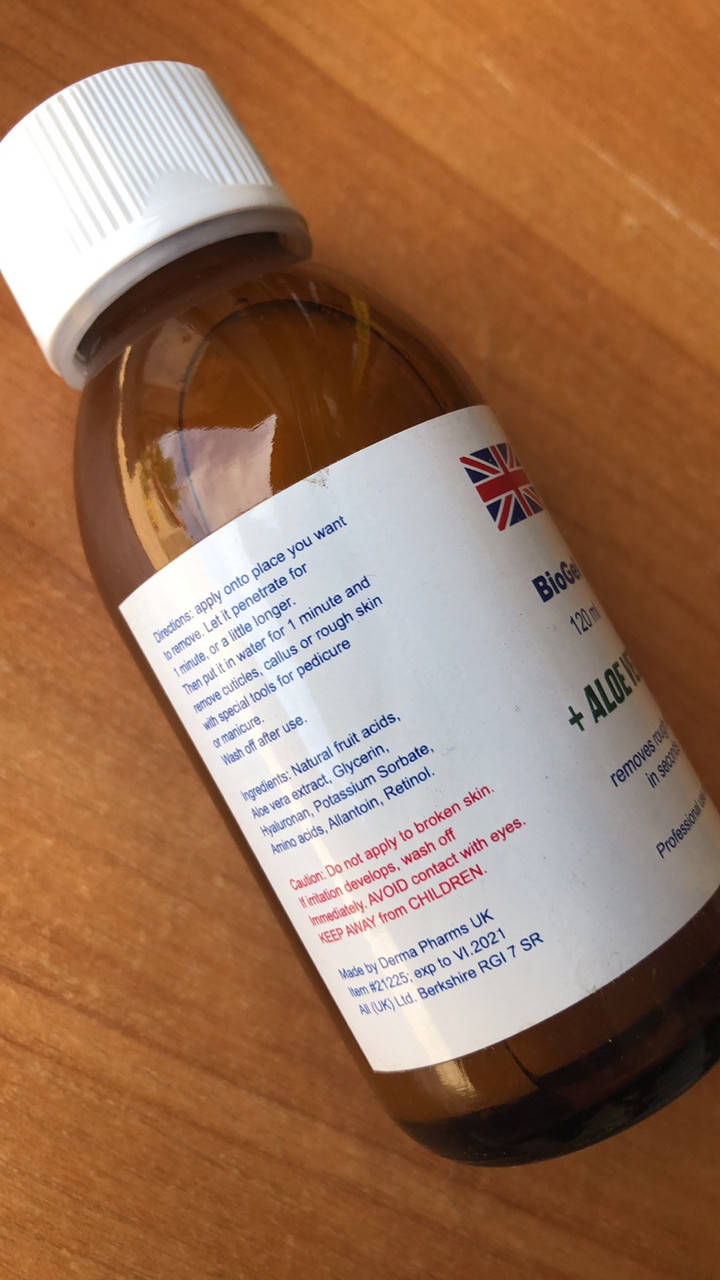 Directions: apply onto place you want
to remove. Let it penetrate for
1 minute, or a little longer.
Then put it in water for 1 minute and
remove cuticles, callus or rough skin
with special tools for pedicure
or manicure.
Wash off after use.
Ingredients: Natural fruit acids,
Aloe vera extract, Glycerin,
Hyaluronan, Potassium Sorbate,
Amino acids, Allantoin, Retinol.
Caution: Do not apply to broken skin.
If irritation develops, wash off
Immediately. AVOID contact with eyes.
KEEP AWAY from CHILDREN.
Made by Derma Pharms UK
Item #21225; exp to VI.2021
All (UK) Ltd. Berkshire RGI 7 SR
BioGel
120 ml
+ ALOE
removes
in
Professional